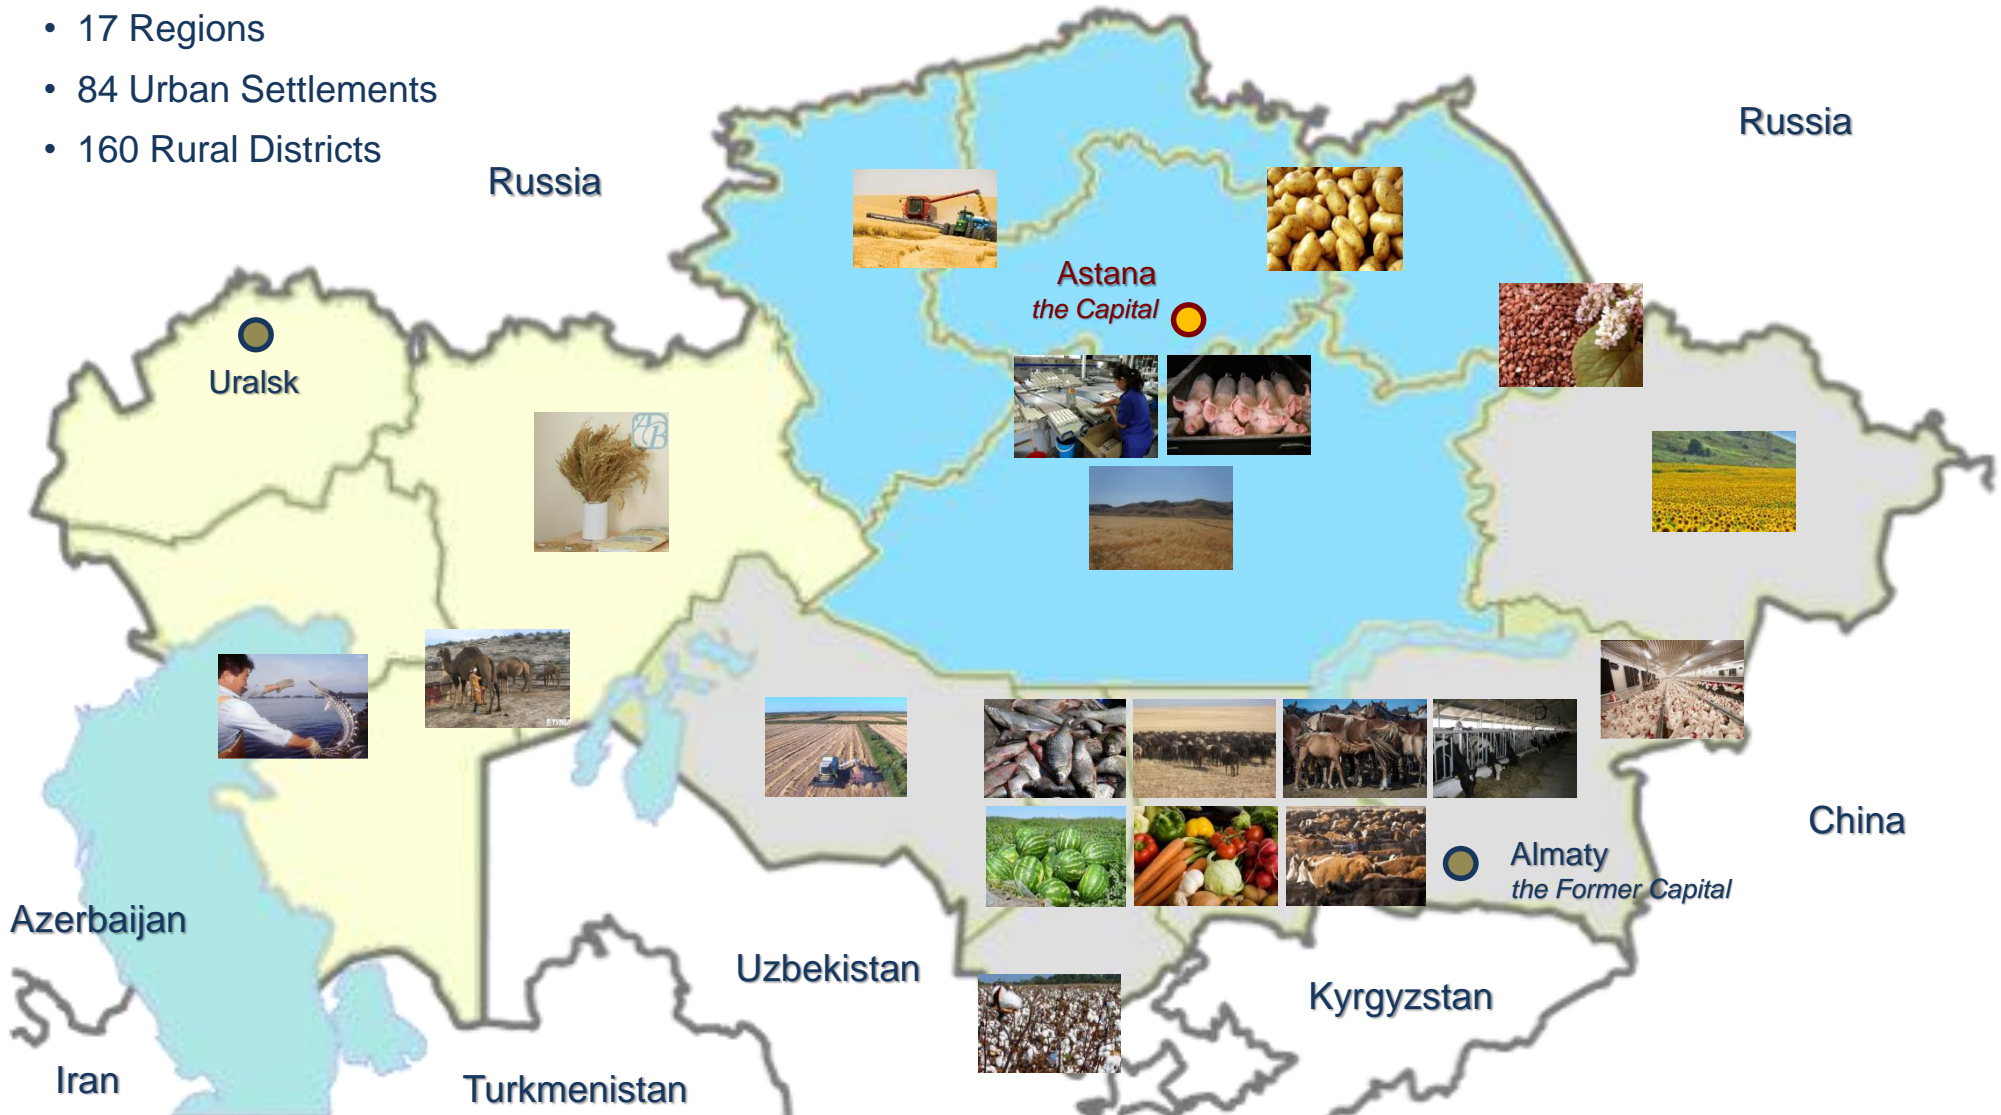 • 17 Regions
• 84 Urban Settlements
• 160 Rural Districts
Russia
Russia
Astana
the Capital
Uralsk
AB
Almaty
the Former Capital
China
Azerbaijan
Uzbekistan
Kyrgyzstan
Iran
Turkmenistan